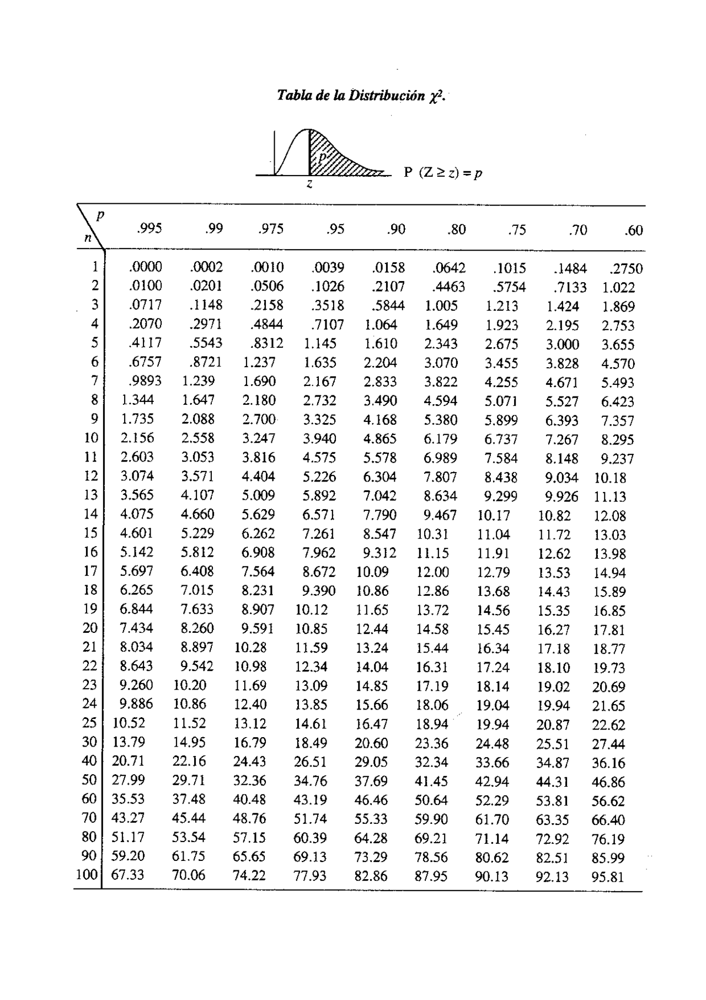 Tabla de la Distribución χ².
p
P (Z ≥ z) = p
z
p
n
.995 .99 .975 .95 .90 .80 .75 .70 .60
1 .0000 .0002 .0010 .0039 .0158 .0642 .1015 .1484 .2750
2 .0100 .0201 .0506 .1026 .2107 .4463 .5754 .7133 1.022
3 .0717 .1148 .2158 .3518 .5844 1.005 1.213 1.424 1.869
4 .2070 .2971 .4844 .7107 1.064 1.649 1.923 2.195 2.753
5 .4117 .5543 .8312 1.145 1.610 2.343 2.675 3.000 3.655
6 .6757 .8721 1.237 1.635 2.204 3.070 3.455 3.828 4.570
7 .9893 1.239 1.690 2.167 2.833 3.822 4.255 4.671 5.493
8 1.344 1.647 2.180 2.732 3.490 4.594 5.071 5.527 6.423
9 1.735 2.088 2.700 3.325 4.168 5.380 5.899 6.393 7.357
10 2.156 2.558 3.247 3.940 4.865 6.179 6.737 7.267 8.295
11 2.603 3.053 3.816 4.575 5.578 6.989 7.584 8.148 9.237
12 3.074 3.571 4.404 5.226 6.304 7.807 8.438 9.034 10.18
13 3.565 4.107 5.009 5.892 7.042 8.634 9.299 9.926 11.13
14 4.075 4.660 5.629 6.571 7.790 9.467 10.17 10.82 12.08
15 4.601 5.229 6.262 7.261 8.547 10.31 11.04 11.72 13.03
16 5.142 5.812 6.908 7.962 9.312 11.15 11.91 12.62 13.98
17 5.697 6.408 7.564 8.672 10.09 12.00 12.79 13.53 14.94
18 6.265 7.015 8.231 9.390 10.86 12.86 13.68 14.43 15.89
19 6.844 7.633 8.907 10.12 11.65 13.72 14.56 15.35 16.85
20 7.434 8.260 9.591 10.85 12.44 14.58 15.45 16.27 17.81
21 8.034 8.897 10.28 11.59 13.24 15.44 16.34 17.18 18.77
22 8.643 9.542 10.98 12.34 14.04 16.31 17.24 18.10 19.73
23 9.260 10.20 11.69 13.09 14.85 17.19 18.14 19.02 20.69
24 9.886 10.86 12.40 13.85 15.66 18.06 19.04 19.94 21.65
25 10.52 11.52 13.12 14.61 16.47 18.94 19.94 20.87 22.62
30 13.79 14.95 16.79 18.49 20.60 23.36 24.48 25.51 27.44
40 20.71 22.16 24.43 26.51 29.05 32.34 33.66 34.87 36.16
50 27.99 29.71 32.36 34.76 37.69 41.45 42.94 44.31 46.86
60 35.53 37.48 40.48 43.19 46.46 50.64 52.29 53.81 56.62
70 43.27 45.44 48.76 51.74 55.33 59.90 61.70 63.35 66.40
80 51.17 53.54 57.15 60.39 64.28 69.21 71.14 72.92 76.19
90 59.20 61.75 65.65 69.13 73.29 78.56 80.62 82.51 85.99
100 67.33 70.06 74.22 77.93 82.86 87.95 90.13 92.13 95.81